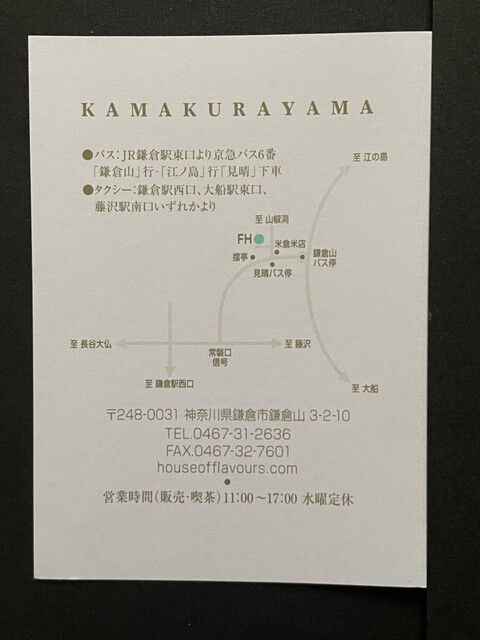 KAMAKURAYAMA
●バス：JR鎌倉駅東口より京急バス6番
「鎌倉山」行・「江ノ島」行「見晴」下車
●タクシー：鎌倉駅西口、大船駅東口、
藤沢駅南口いずれかより
至 江の島
至 山椒洞
FH
米倉米店
擂亭
鎌倉山
バス停
見晴バス停
至 長谷大仏
常磐口
信号
至 藤沢
至 鎌倉駅西口
至 大船
〒248-0031 神奈川県鎌倉市鎌倉山 3-2-10
TEL.0467-31-2636
FAX.0467-32-7601
houseofflavours.com
営業時間（販売・喫茶）11:00～17:00 水曜定休